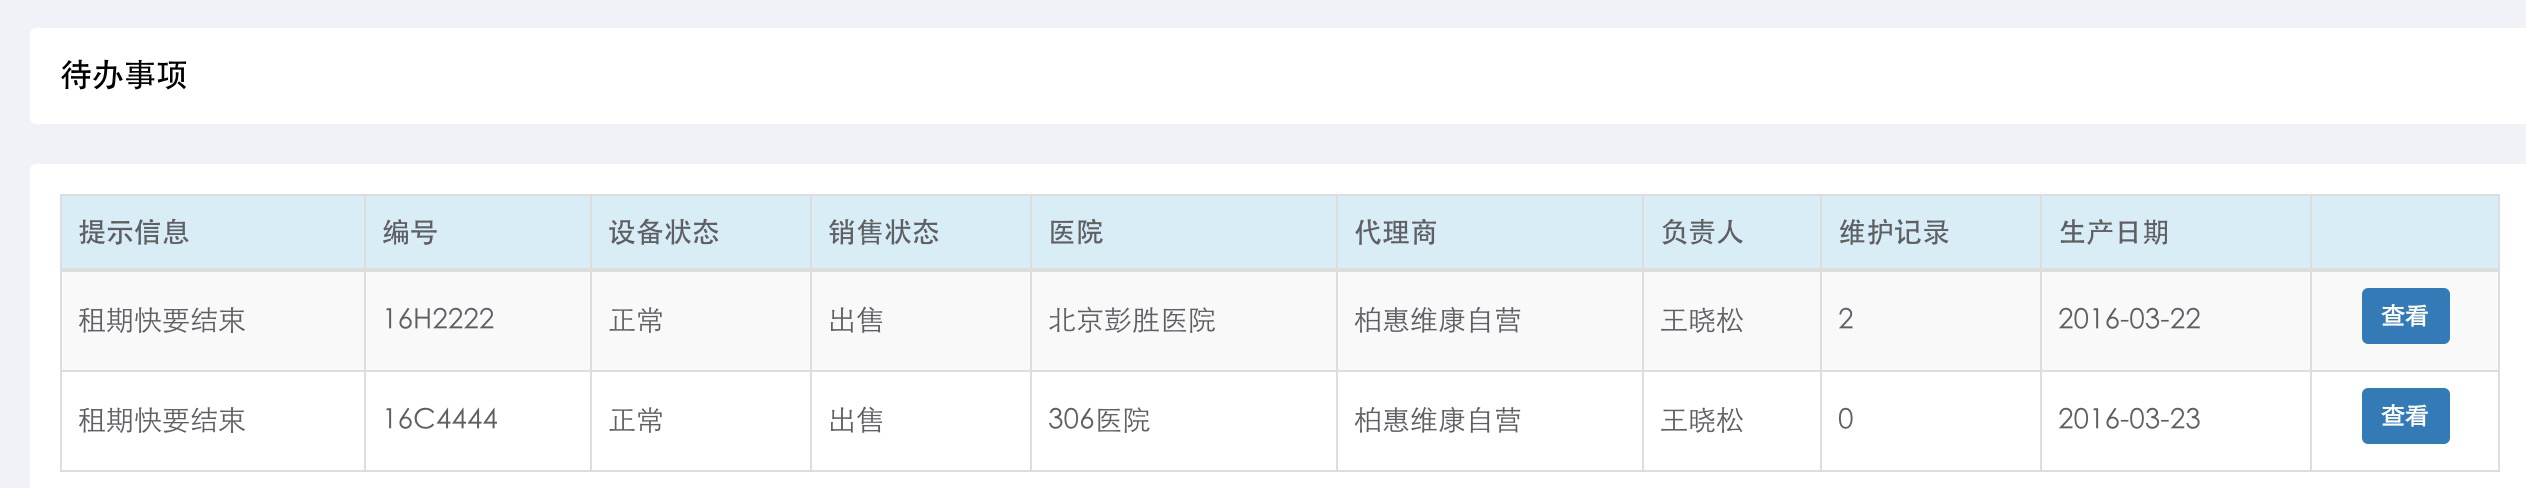 待办事项
提示信息 编号 设备状态 销售状态 医院 代理商 负责人 维护记录 生产日期
租期快要结束 16H2222 正常 出售 北京彭胜医院 柏惠维康自营 王晓松 2 2016-03-22 查看
租期快要结束 16C4444 正常 出售 306医院 柏惠维康自营 王晓松 0 2016-03-23 查看